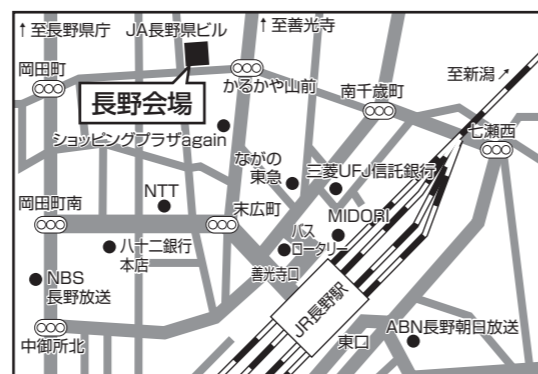 ↑至長野県庁
JA長野県ビル
↑至善光寺
岡田町
かるかや山前
南千歳町
至新潟↗
長野会場
七瀬西
ショッピングプラザagain
ながの
東急
三菱UFJ信託銀行
NTT
岡田町南
末広町
MIDORI
バス
ロータリー
八十二銀行
本店
善光寺口
NBS
長野放送
JR長野駅
中御所北
東口
ABN長野朝日放送